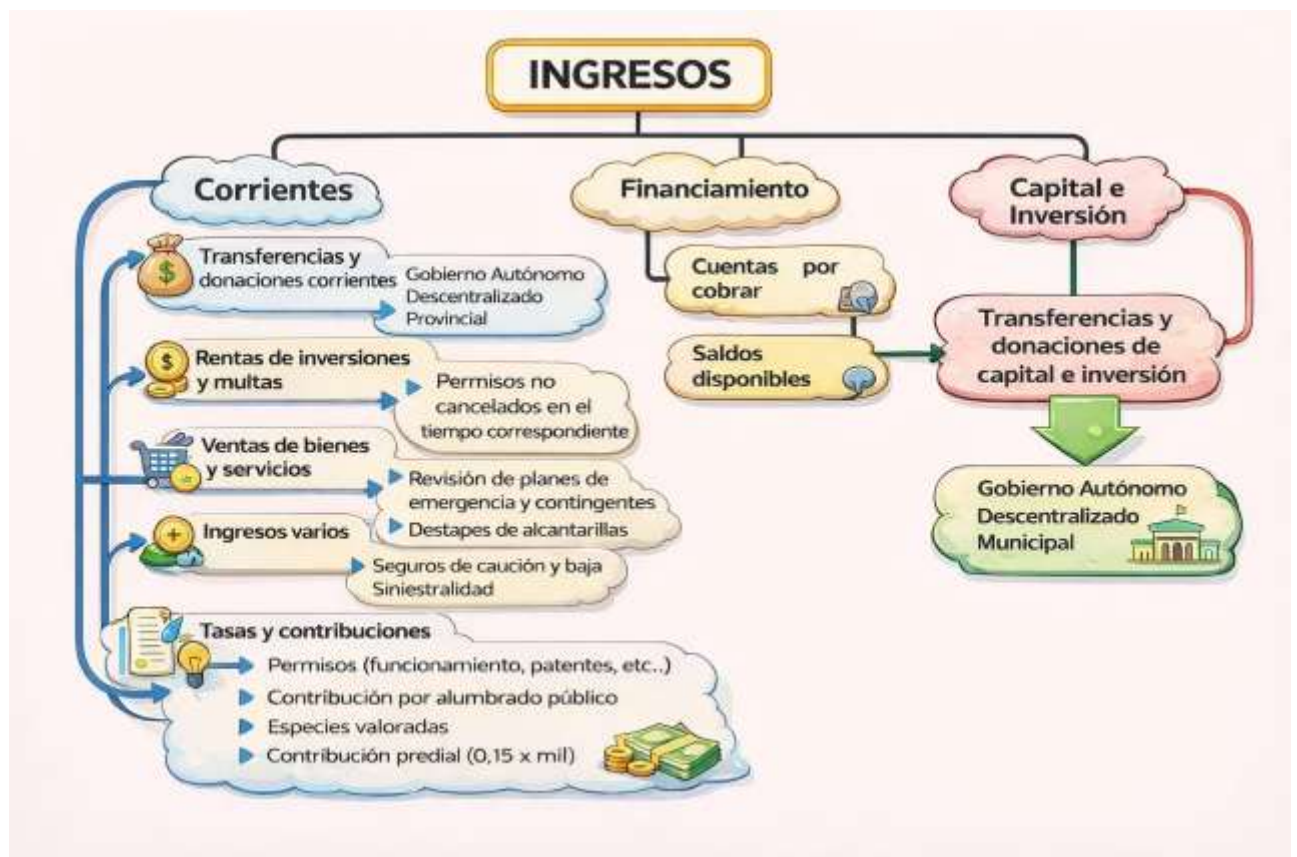 INGRESOS
Corrientes
Transferencias y
donaciones corrientes
Gobierno Autónomo
Descentralizado
Provincial
Rentas de inversiones
y multas
Permisos no
cancelados en el
tiempo correspondiente
Ventas de bienes
y servicios
Revisión de planes de
emergencia y contingentes
Destapes de alcantarillas
Ingresos varios
Seguros de caución y baja
Siniestralidad
Tasas y contribuciones
Permisos (funcionamiento, patentes, etc..)
Contribución por alumbrado público
Especies valoradas
Contribución predial (0,15 x mil)
Financiamiento
Cuentas por
cobrar
Saldos
disponibles
Capital e
Inversión
Transferencias y
donaciones de
capital e inversión
Gobierno Autónomo
Descentralizado
Municipal